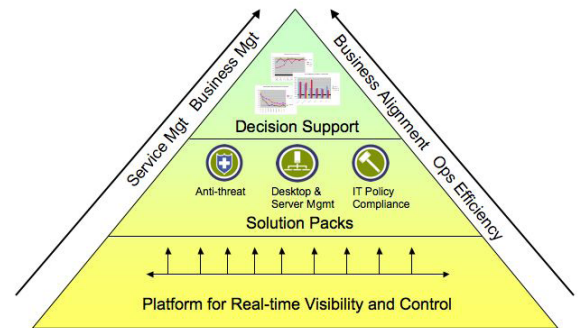 Service Mgt Business Mgt
Business Alignment Ops Efficiency
Decision Support
Anti-threat
Desktop &
Server Mgmt
IT Policy
Compliance
Solution Packs
Platform for Real-time Visibility and Control